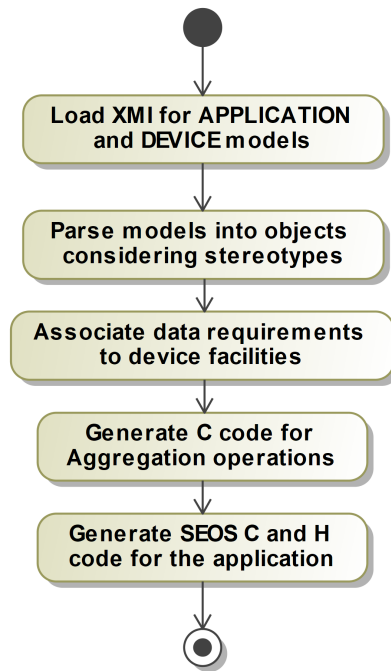 Load XMI for APPLICATION
and DEVICE models
Parse models into objects
considering stereotypes
Associate data requirements
to device facilities
Generate C code for
Aggregation operations
Generate SEOS C and H
code for the application